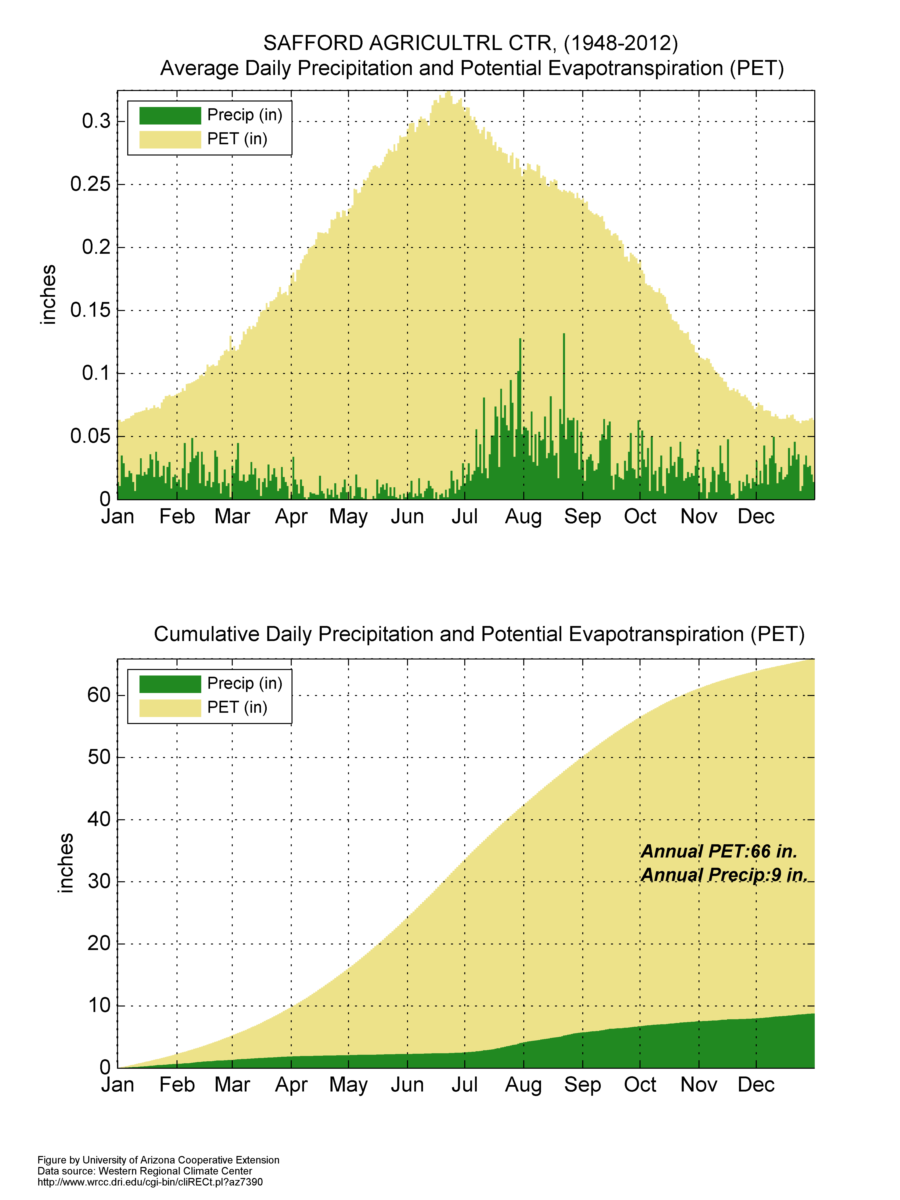 SAFFORD AGRICULTRL CTR, (1948-2012)
Average Daily Precipitation and Potential Evapotranspiration (PET)
Precip (in)
PET (in)
0.3
0.25
0.2
0.15
0.1
0.05
0
inches
Jan Feb Mar Apr May Jun Jul Aug Sep Oct Nov Dec
Cumulative Daily Precipitation and Potential Evapotranspiration (PET)
Precip (in)
PET (in)
60
50
40
30
20
10
0
inches
Annual PET:66 in.
Annual Precip:9 in.
Jan Feb Mar Apr May Jun Jul Aug Sep Oct Nov Dec
Figure by University of Arizona Cooperative Extension
Data source: Western Regional Climate Center
http://www.wrcc.dri.edu/cgi-bin/cliRECt.pl?az7390